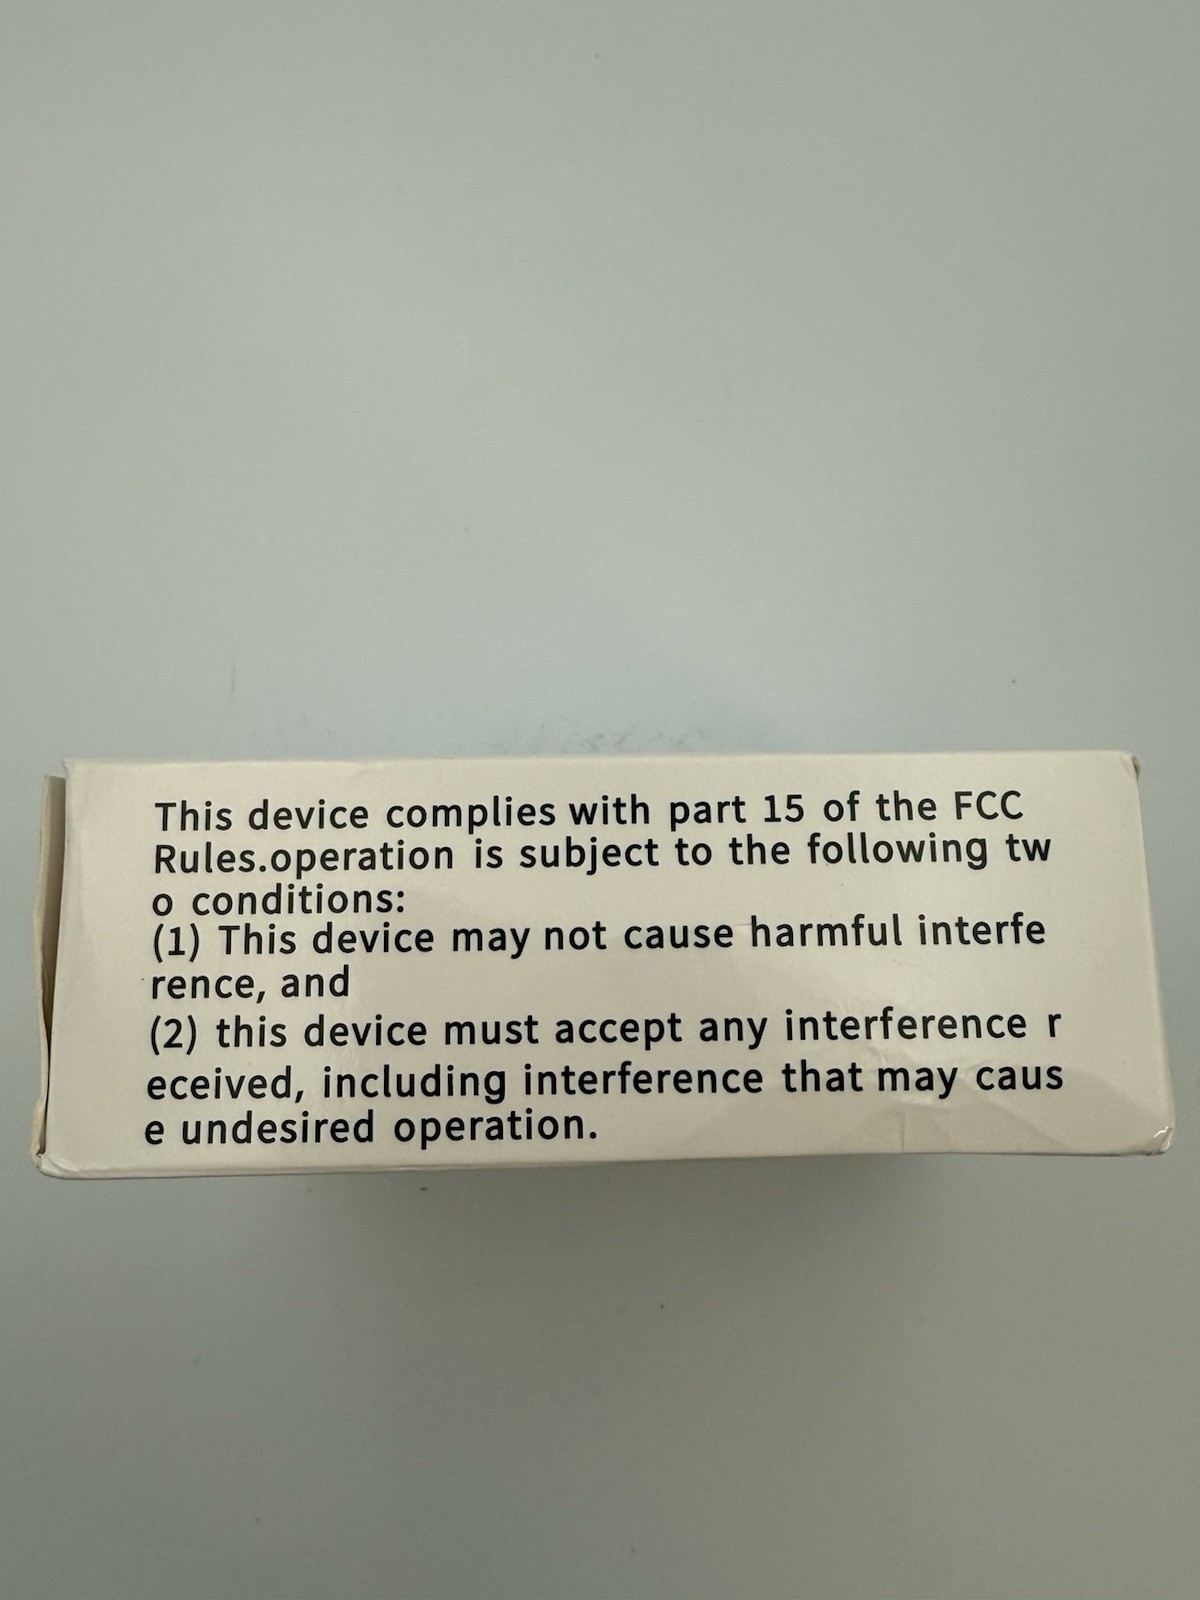 This device complies with part 15 of the FCC
Rules.operation is subject to the following tw
o conditions:
(1) This device may not cause harmful interfe
rence, and
(2) this device must accept any interference r
eceived, including interference that may caus
e undesired operation.